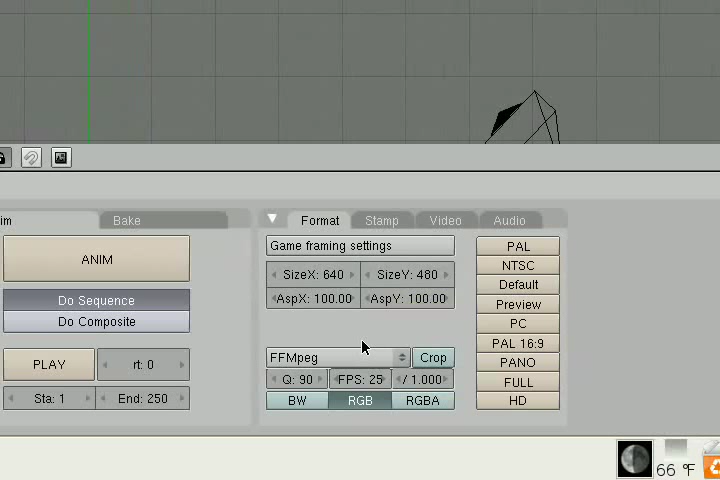 im Bake Format Stamp Video Audio
ANIM Game framing settings PAL
SizeX: 640 SizeY: 480 NTSC
Do Sequence AspX: 100.00 AspY: 100.00 Default
Do Composite Preview
PC
PLAY rt: 0 FFMpeg Crop PAL 16:9
Q: 90 FPS: 25 / 1.000 PANO
Sta: 1 End: 250 BW RGB RGBA FULL
HD
66 °F